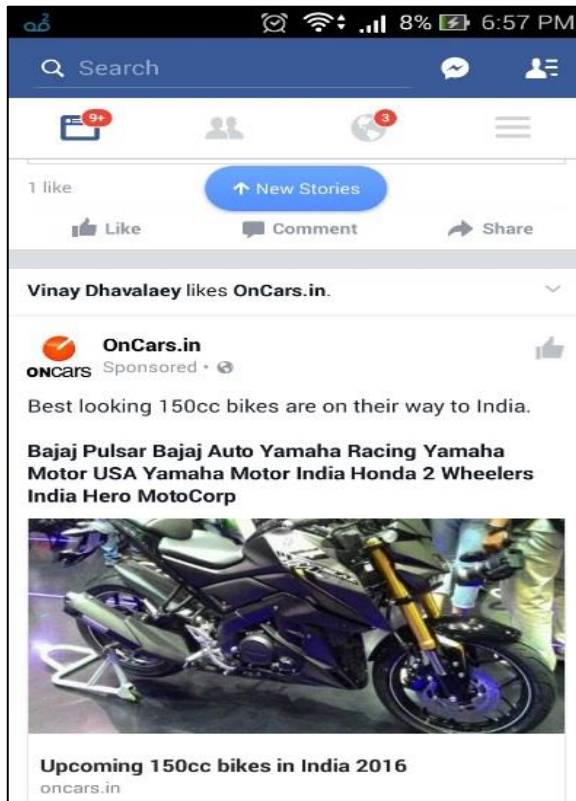 8% 6:57 PM
Search
9+ 3
1 like
New Stories
Like Comment Share
Vinay Dhavalaey likes OnCars.in.
OnCars.in
ONCARS Sponsored
Best looking 150cc bikes are on their way to India.
Bajaj Pulsar Bajaj Auto Yamaha Racing Yamaha
Motor USA Yamaha Motor India Honda 2 Wheelers
India Hero MotoCorp
Upcoming 150cc bikes in India 2016
oncars.in